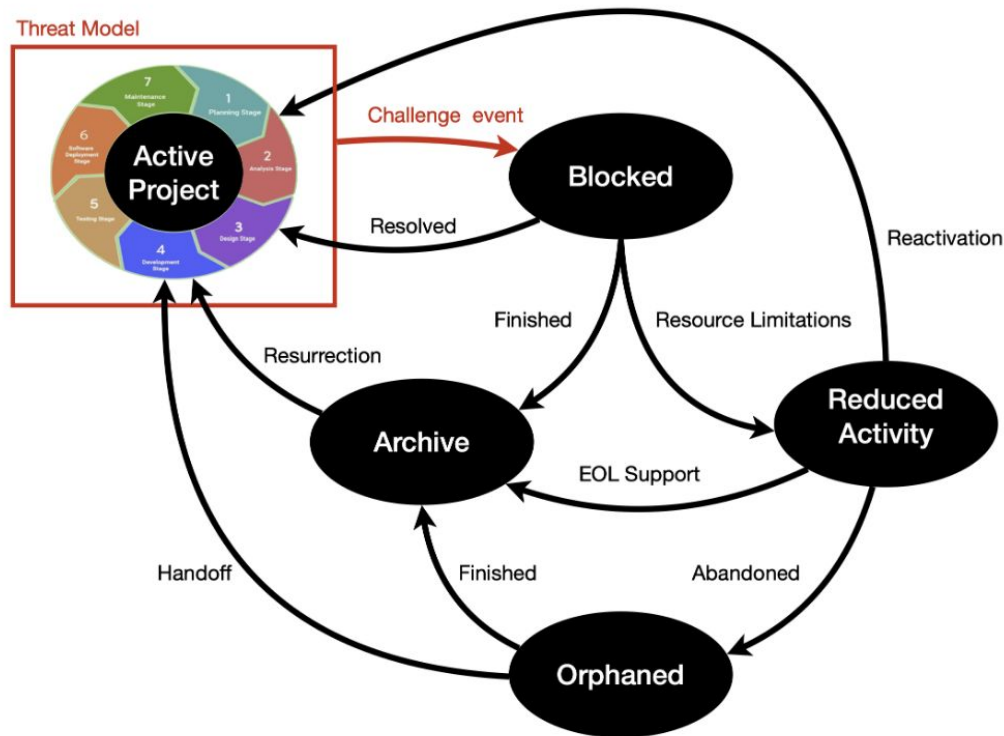 Threat Model
7
Maintenance
Stage
1
Planning Stage
6
Software
Deployment
Stage
2
Analysis Stage
5
Testing Stage
3
Design Stage
4
Development
Stage
Active
Project
Challenge event
Blocked
Resolved
Reactivation
Finished
Resource Limitations
Resurrection
Archive
Reduced
Activity
EOL Support
Handoff
Finished
Abandoned
Orphaned